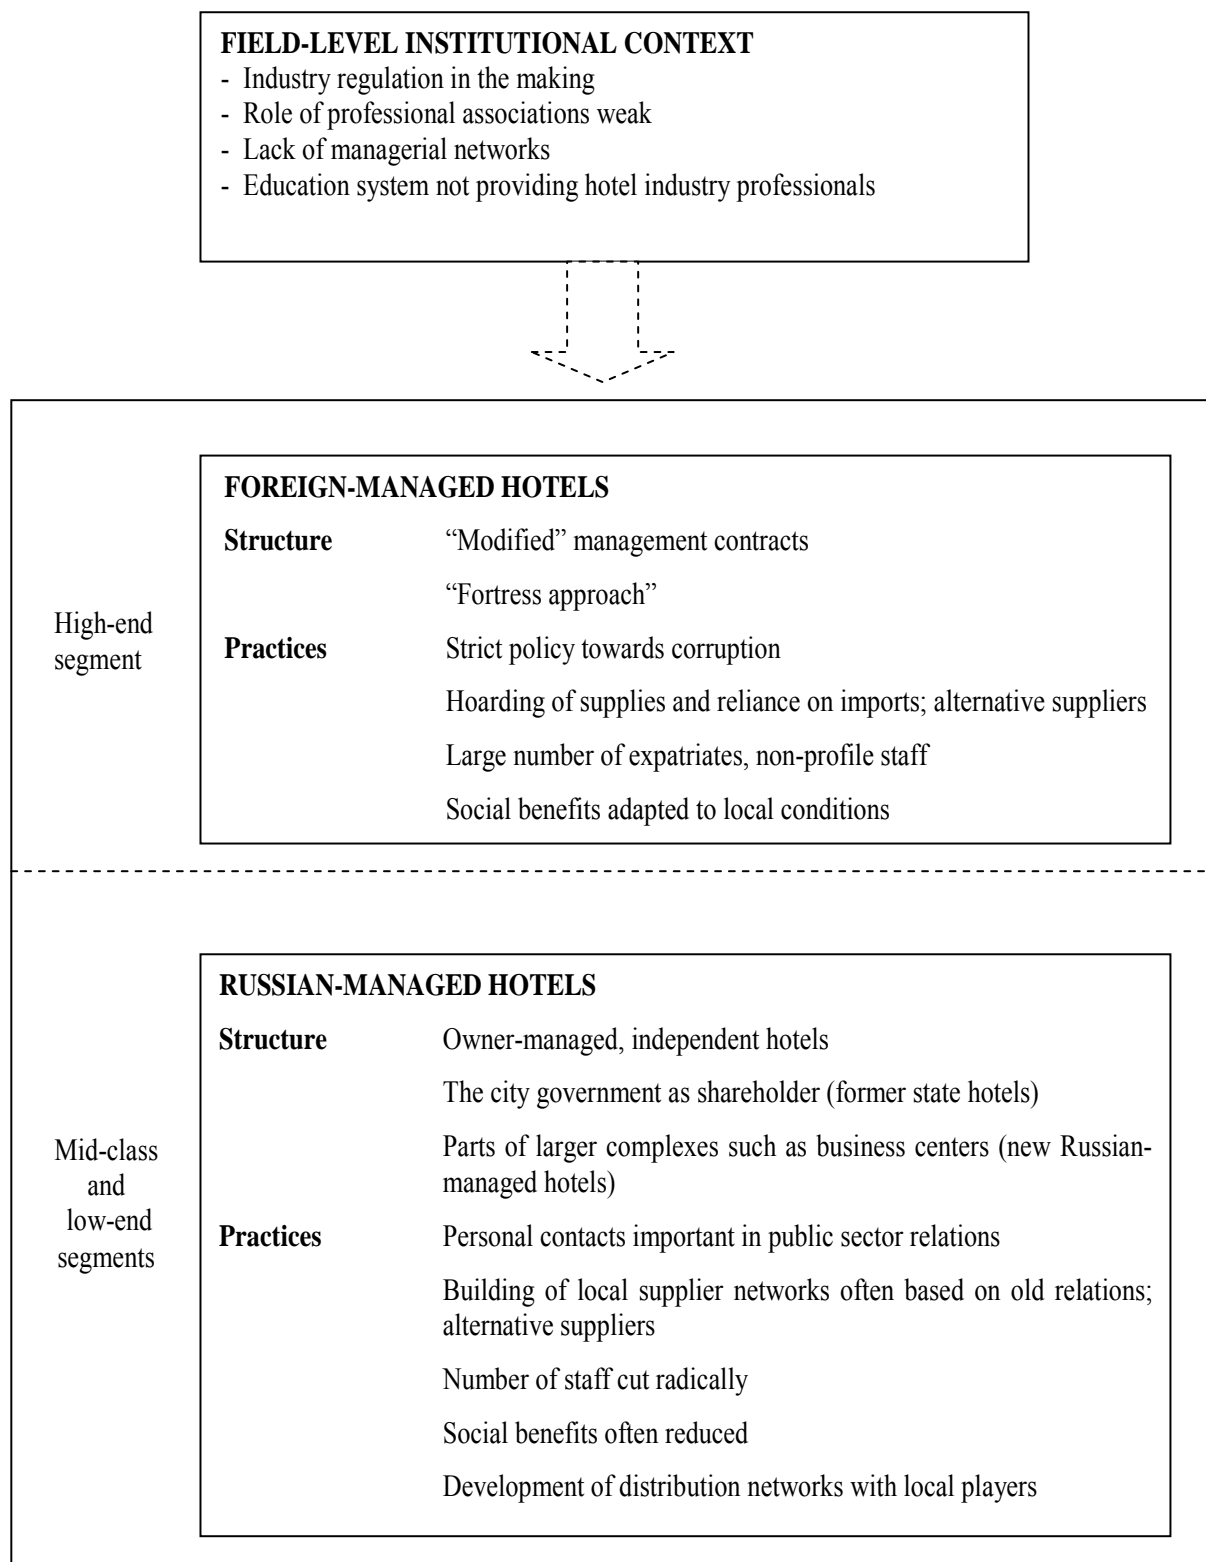 FIELD-LEVEL INSTITUTIONAL CONTEXT
- Industry regulation in the making
- Role of professional associations weak
- Lack of managerial networks
- Education system not providing hotel industry professionals
High-end
segment
FOREIGN-MANAGED HOTELS
Structure “Modified” management contracts
“Fortress approach”
Practices Strict policy towards corruption
Hoarding of supplies and reliance on imports; alternative suppliers
Large number of expatriates, non-profile staff
Social benefits adapted to local conditions
Mid-class
and
low-end
segments
RUSSIAN-MANAGED HOTELS
Structure Owner-managed, independent hotels
The city government as shareholder (former state hotels)
Parts of larger complexes such as business centers (new Russian-
managed hotels)
Practices Personal contacts important in public sector relations
Building of local supplier networks often based on old relations;
alternative suppliers
Number of staff cut radically
Social benefits often reduced
Development of distribution networks with local players